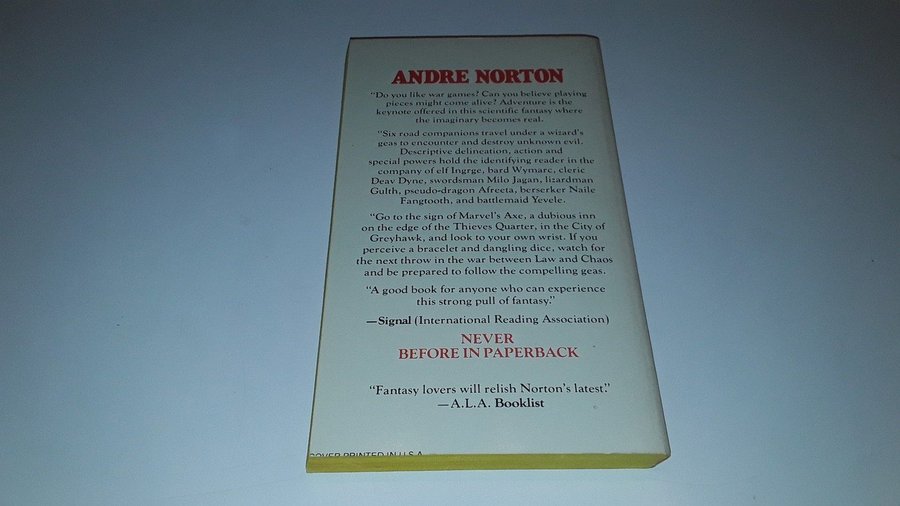 ANDRE NORTON
"Do you like war games? Can you believe playing
pieces might come alive? Adventure is the
keynote offered in this scientific fantasy where
the imaginary becomes real.
"Six road companions travel under a wizard's
geas to encounter and destroy unknown evil.
Descriptive delineation, action and
special powers hold the identifying reader in the
company of elf Ingrge, bard Wymarc, cleric
Deav Dyne, swordsman Milo Jagan, lizardman
Gulth, pseudo-dragon Afreeta, berserker Naile
Fangtooth, and battlemaid Yevele.
"Go to the sign of Marvel's Axe, a dubious inn
on the edge of the Thieves Quarter, in the City of
Greyhawk, and look to your own wrist. If you
perceive a bracelet and dangling dice, watch for
the next throw in the war between Law and Chaos
and be prepared to follow the compelling geas.
"A good book for anyone who can experience
this strong pull of fantasy."
—Signal (International Reading Association)
NEVER
BEFORE IN PAPERBACK
"Fantasy lovers will relish Norton's latest."
—A.L.A. Booklist
COVER PRINTED IN U.S.A.